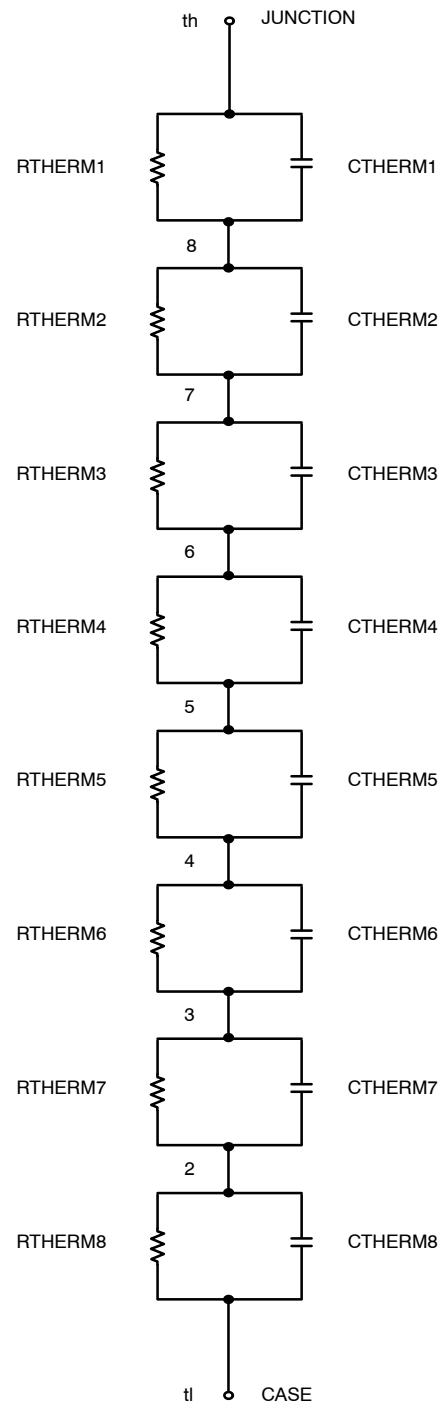 th JUNCTION
RTHERM1 CTHERM1
8
RTHERM2 CTHERM2
7
RTHERM3 CTHERM3
6
RTHERM4 CTHERM4
5
RTHERM5 CTHERM5
4
RTHERM6 CTHERM6
3
RTHERM7 CTHERM7
2
RTHERM8 CTHERM8
tl CASE